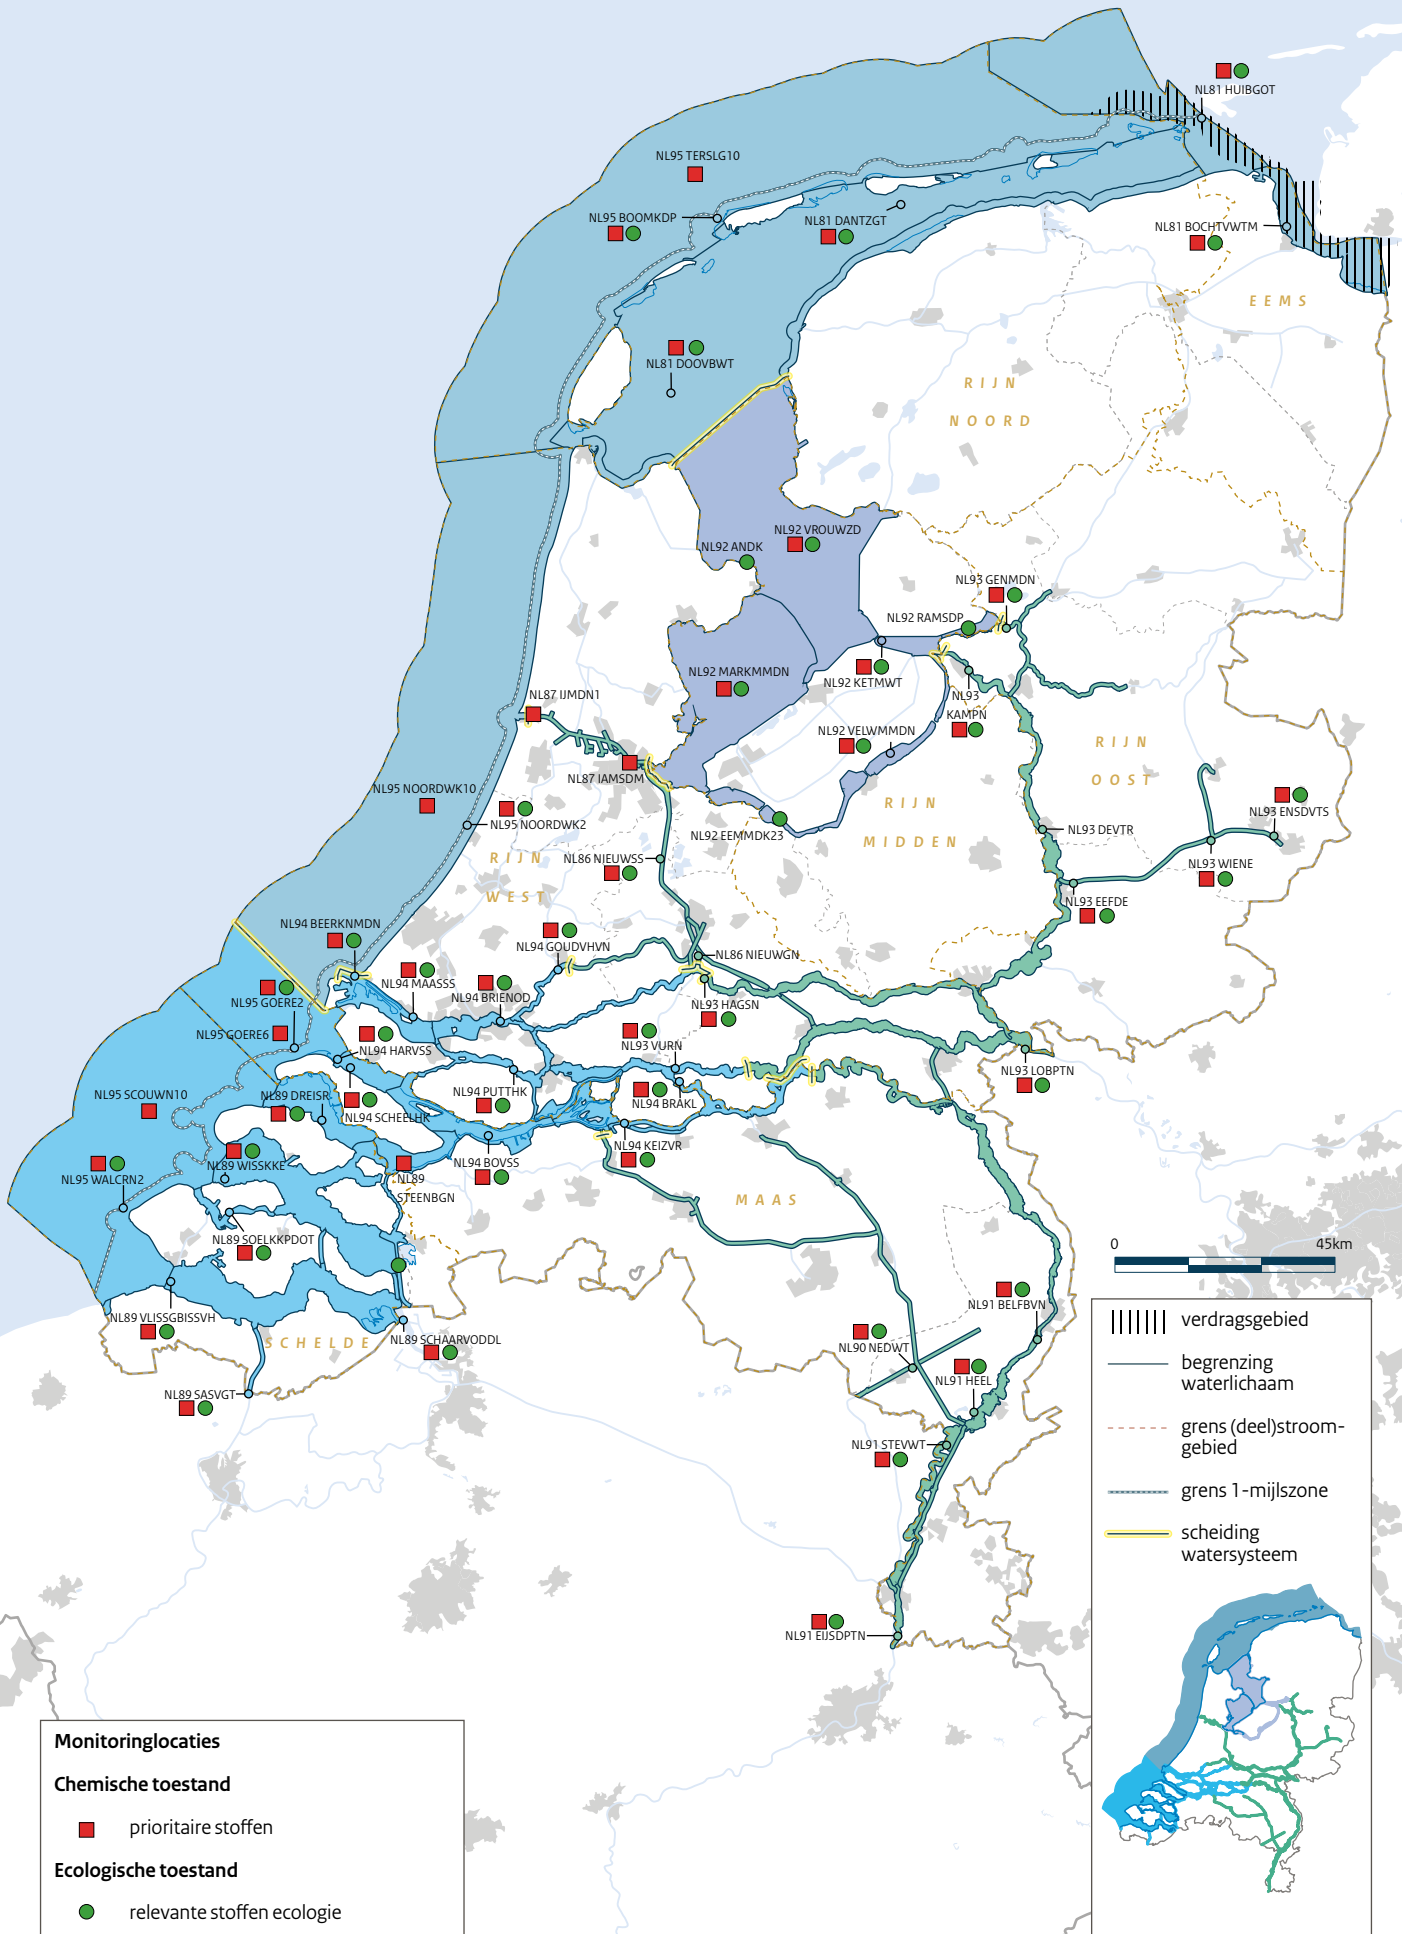 NL81 HUIBGOT
NL95 TERSLG10
NL95 BOOMKDP
NL81 DANTZGT
NL81 BOCHTVWTM
EEMS
NL81 DOOVBWT
RIJN
NOORD
NL92 VROUWZD
NL92 ANDK
NL93 GENMDN
NL92 RAMSDP
NL92 MARKMMDN
NL92 KETMWT
NL93
KAMPN
NL87 IJMDN1
NL92 VELWMMDN
RIJN
OOST
NL87 IAMSDM
NL95 NOORDWK10
NL95 NOORDWK2
NL92 EEMMDK23
RIJN
MIDDEN
NL93 ENSDVTS
NL93 DEVTR
RIJN
WEST
NL86 NIEUWSS
NL93 WIENE
NL93 EEFDE
NL94 BEERKNMDN
NL94 GOUDVHVN
NL86 NIEUWGN
NL94 MAASSS
NL94 BRIENOD
NL95 GOERE2
NL93 HAGSN
NL95 GOERE6
NL94 HARVSS
NL93 VURN
NL93 LOBPTN
NL95 SCOUWN10
NL89 DREISR
NL94 SCHEELHK
NL94 PUTTHK
NL94 BRAKL
NL89 WISSKKE
NL94 KEIZVR
NL95 WALCRN2
NL94 BOVSS
NL89
STEENBGN
MAAS
NL89 SOELKKPDOT
0 45km
NL91 BELFBVN
NL89 VLISSGBISSVH
SCHELDE
NL89 SCHAARVODDL
NL90 NEDWT
NL91 HEEL
NL89 SASVGT
NL91 STEVWT
NL91 EIJSDPTN
verdragsgebied
begrenzing
waterlichaam
grens (deel)stroom-
gebied
grens 1-mijlszone
scheiding
watersysteem
Monitoringlocaties
Chemische toestand
prioritaire stoffen
Ecologische toestand
relevante stoffen ecologie